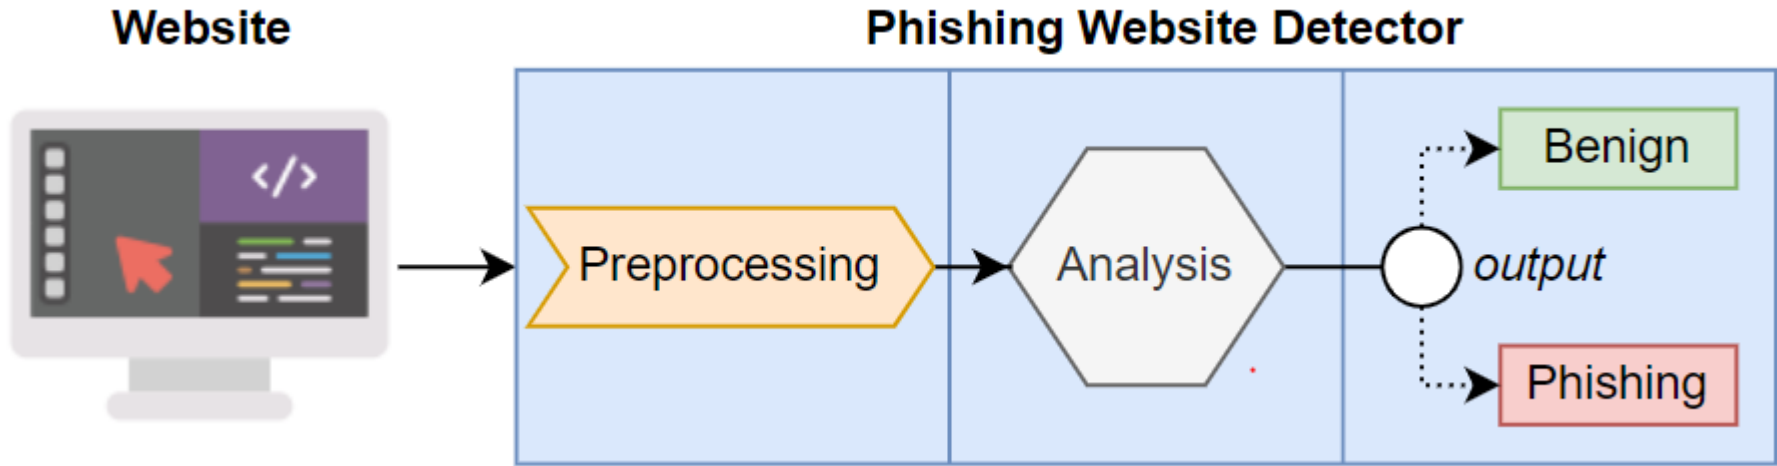 Website
Phishing Website Detector
</>
Preprocessing
Analysis
output
Benign
Phishing